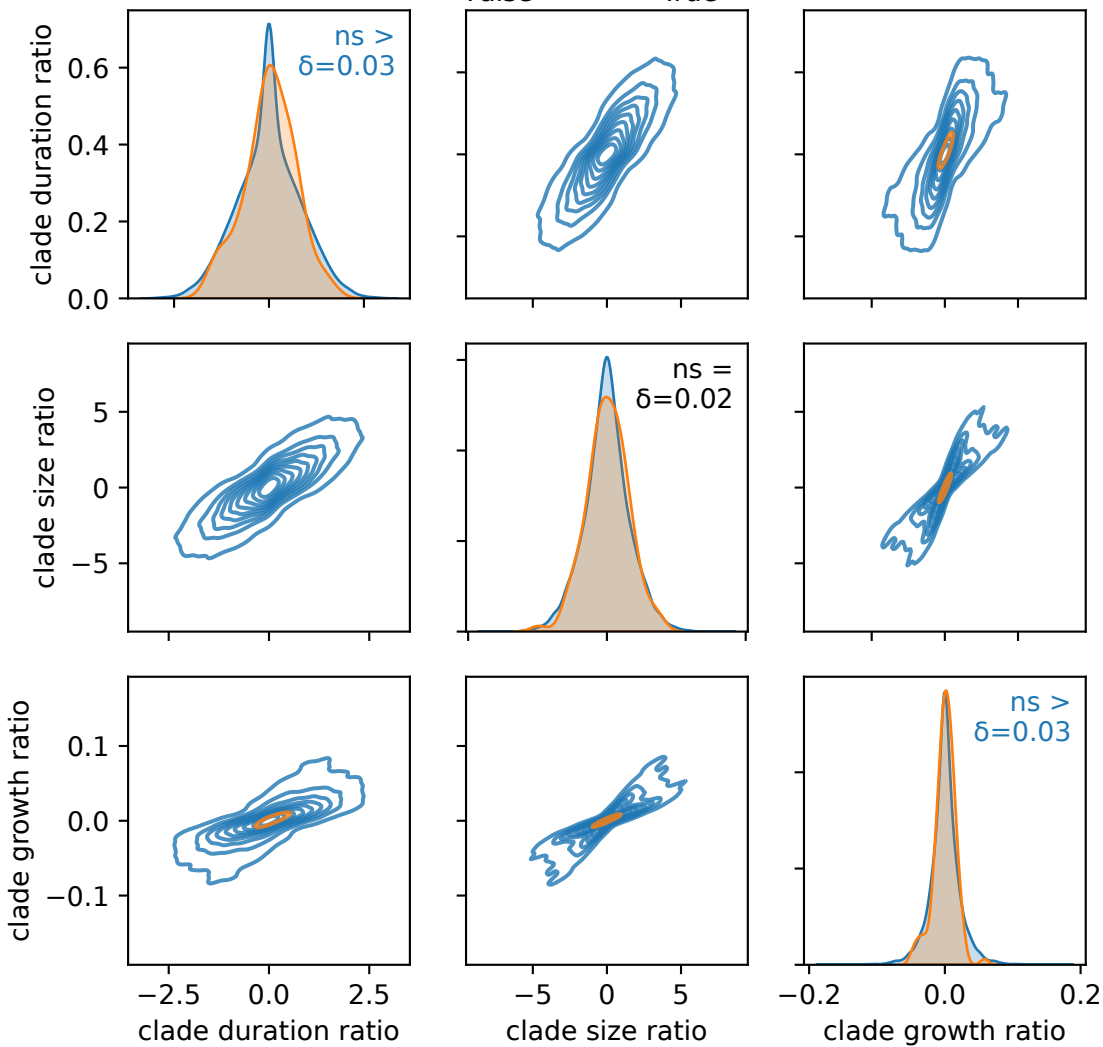 clade duration ratio
0.6
0.4
0.2
0.0
ns >
δ=0.03
clade size ratio
5
0
−5
ns =
δ=0.02
clade growth ratio
0.1
0.0
−0.1
ns >
δ=0.03
−2.5 0.0 2.5
−5 0 5
−0.2 0.0 0.2
clade duration ratio
clade size ratio
clade growth ratio